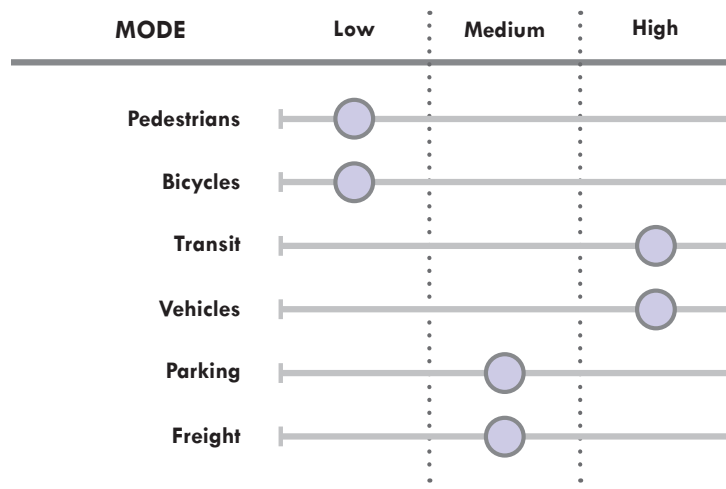 MODE Low Medium High
Pedestrians
Bicycles
Transit
Vehicles
Parking
Freight